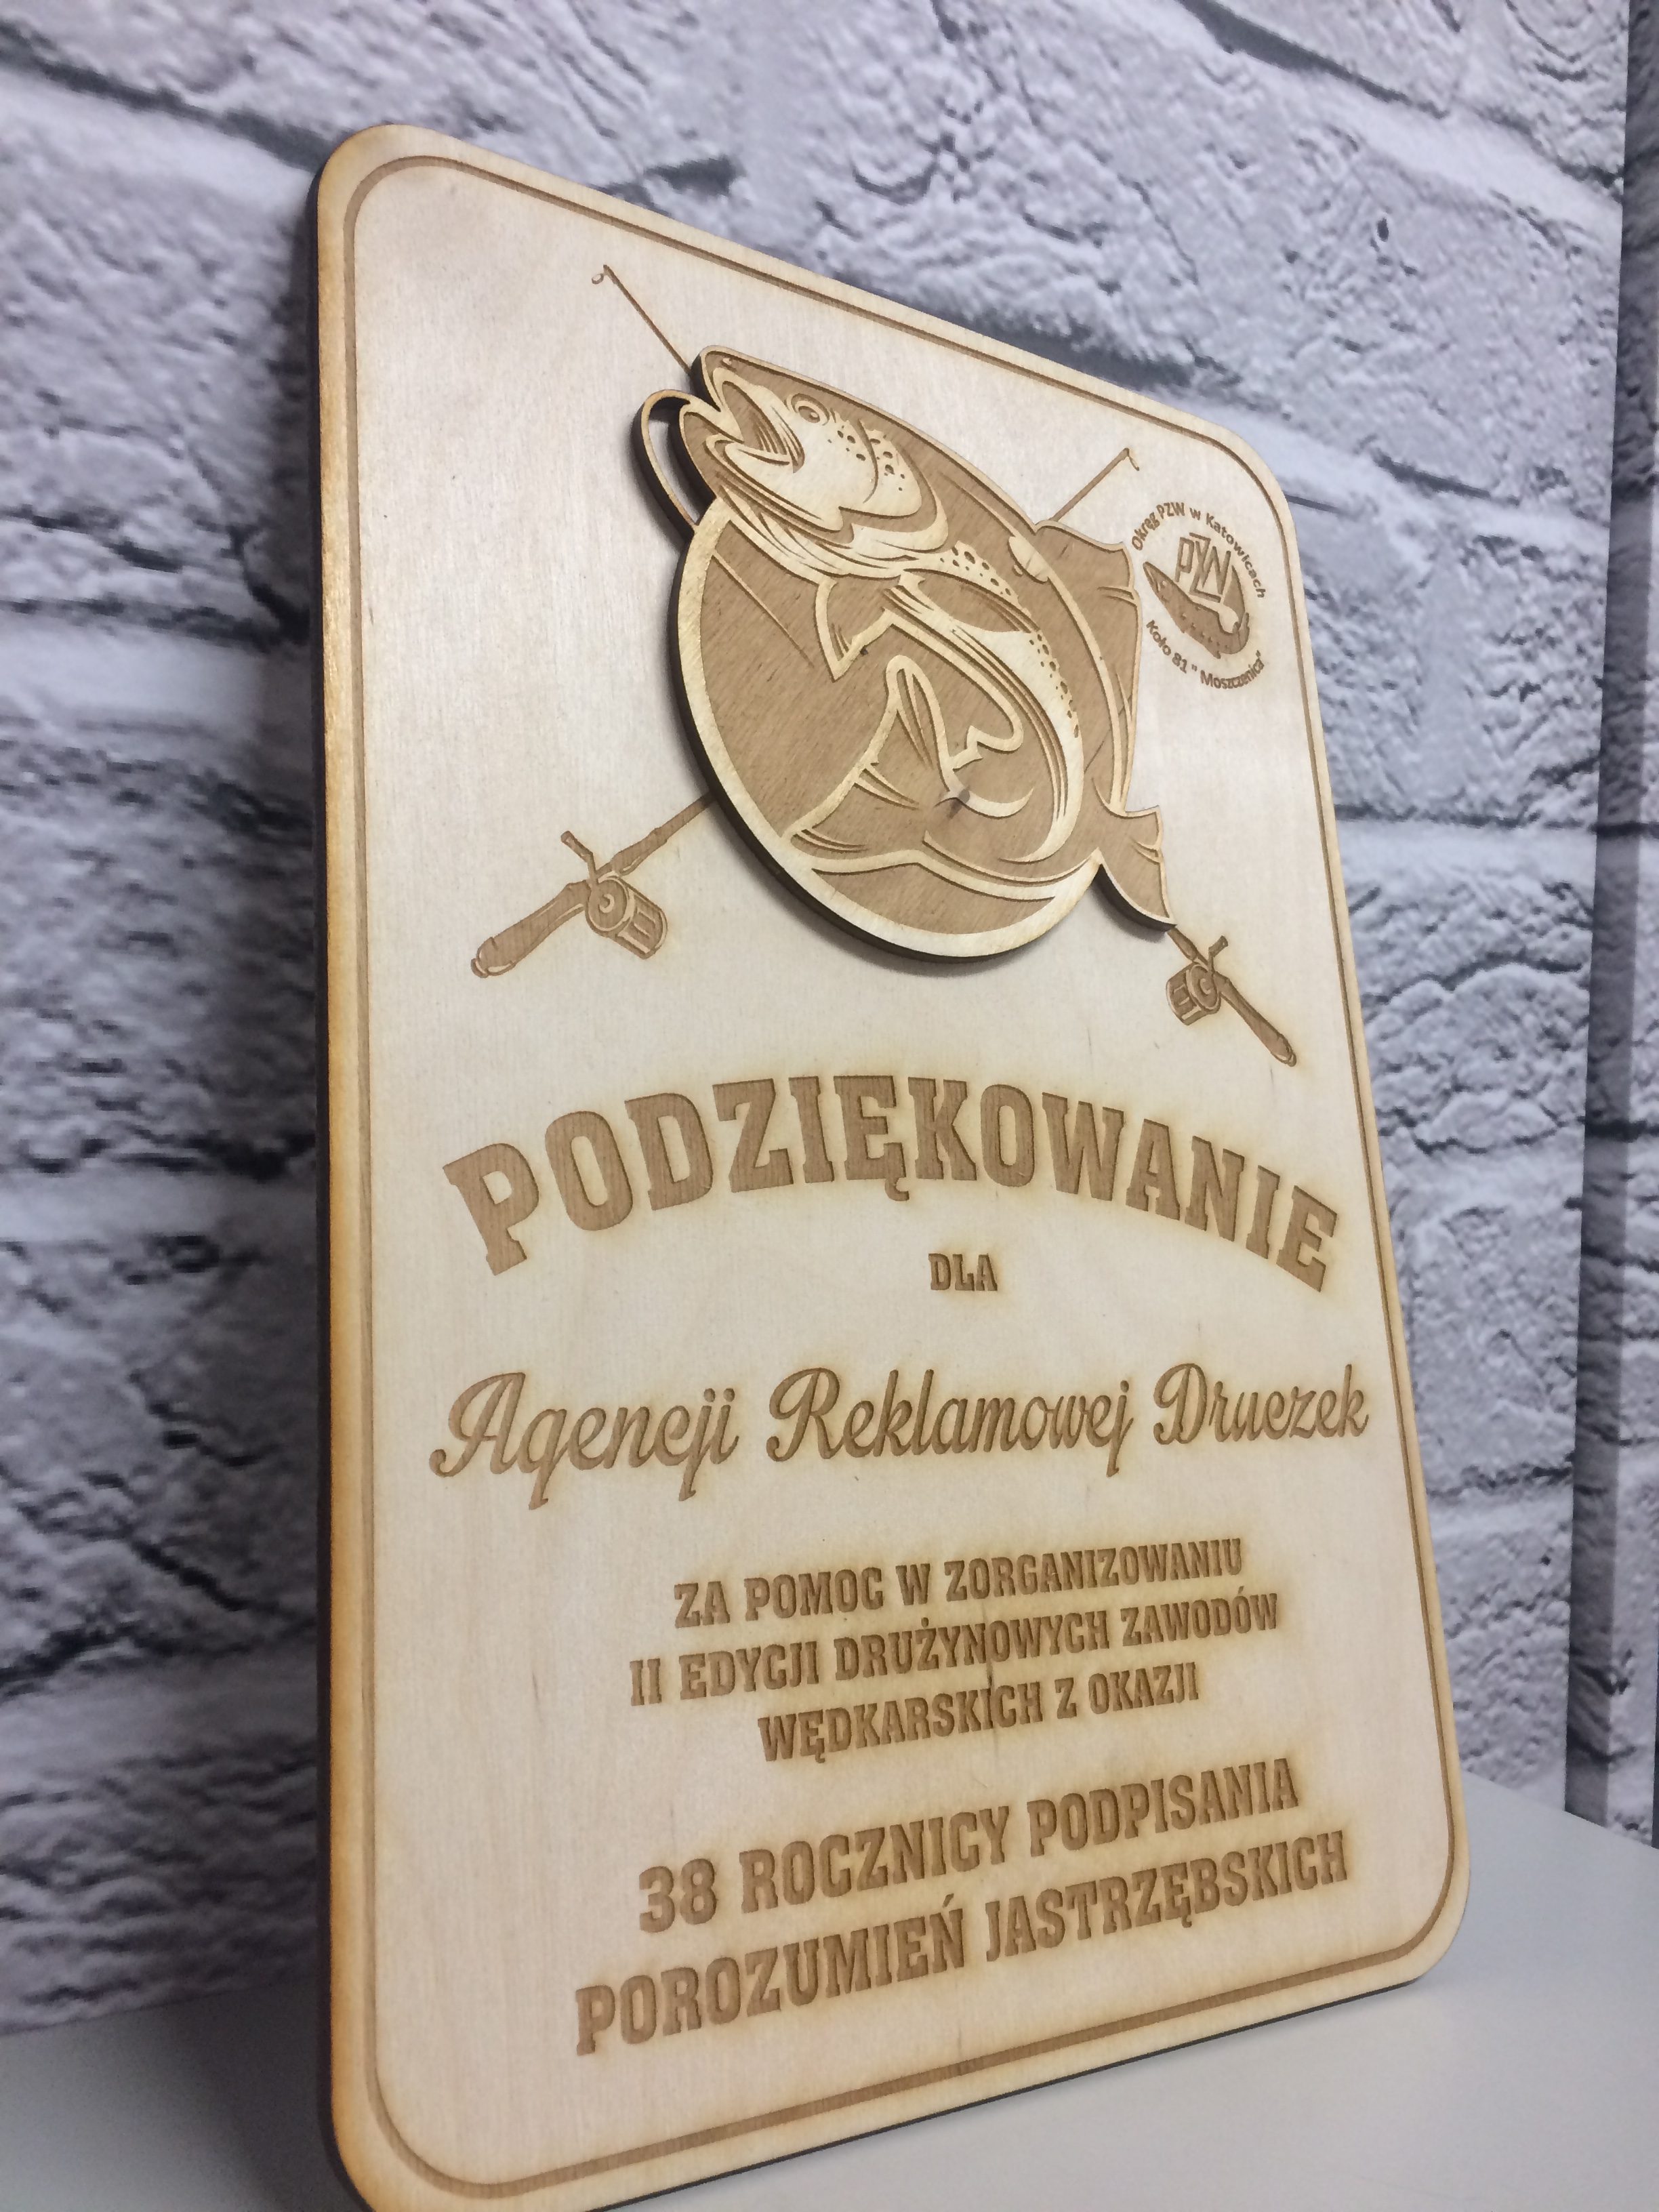 Okręg PZW w Katowicach
PZW
Koło 81 "Moszczenica"
PODZIĘKOWANIE
DLA
Agencji Reklamowej Druczek
ZA POMOC W ZORGANIZOWANIU
II EDYCJI DRUŻYNOWYCH ZAWODÓW
WĘDKARSKICH Z OKAZJI
38 ROCZNICY PODPISANIA
POROZUMIEŃ JASTRZĘBSKICH